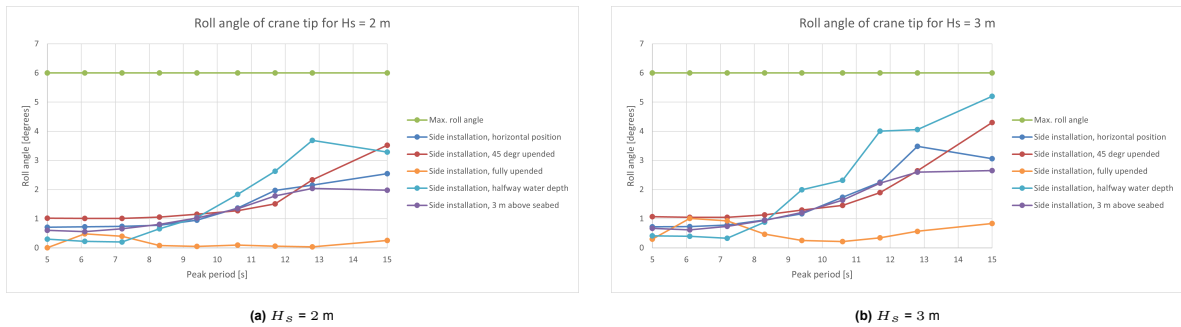 Roll angle of crane tip for Hs = 2 m
7
6
5
4
3
2
1
0
Roll angle [degrees]
5 6 7 8 9 10 11 12 13 14 15
Peak period [s]
Max. roll angle
Side installation, horizontal position
Side installation, 45 degr upended
Side installation, fully upended
Side installation, halfway water depth
Side installation, 3 m above seabed
(a) Hs = 2 m
Roll angle of crane tip for Hs = 3 m
7
6
5
4
3
2
1
0
Roll angle [degrees]
5 6 7 8 9 10 11 12 13 14 15
Peak period [s]
Max. roll angle
Side installation, horizontal position
Side installation, 45 degr upended
Side installation, fully upended
Side installation, halfway water depth
Side installation, 3 m above seabed
(b) Hs = 3 m